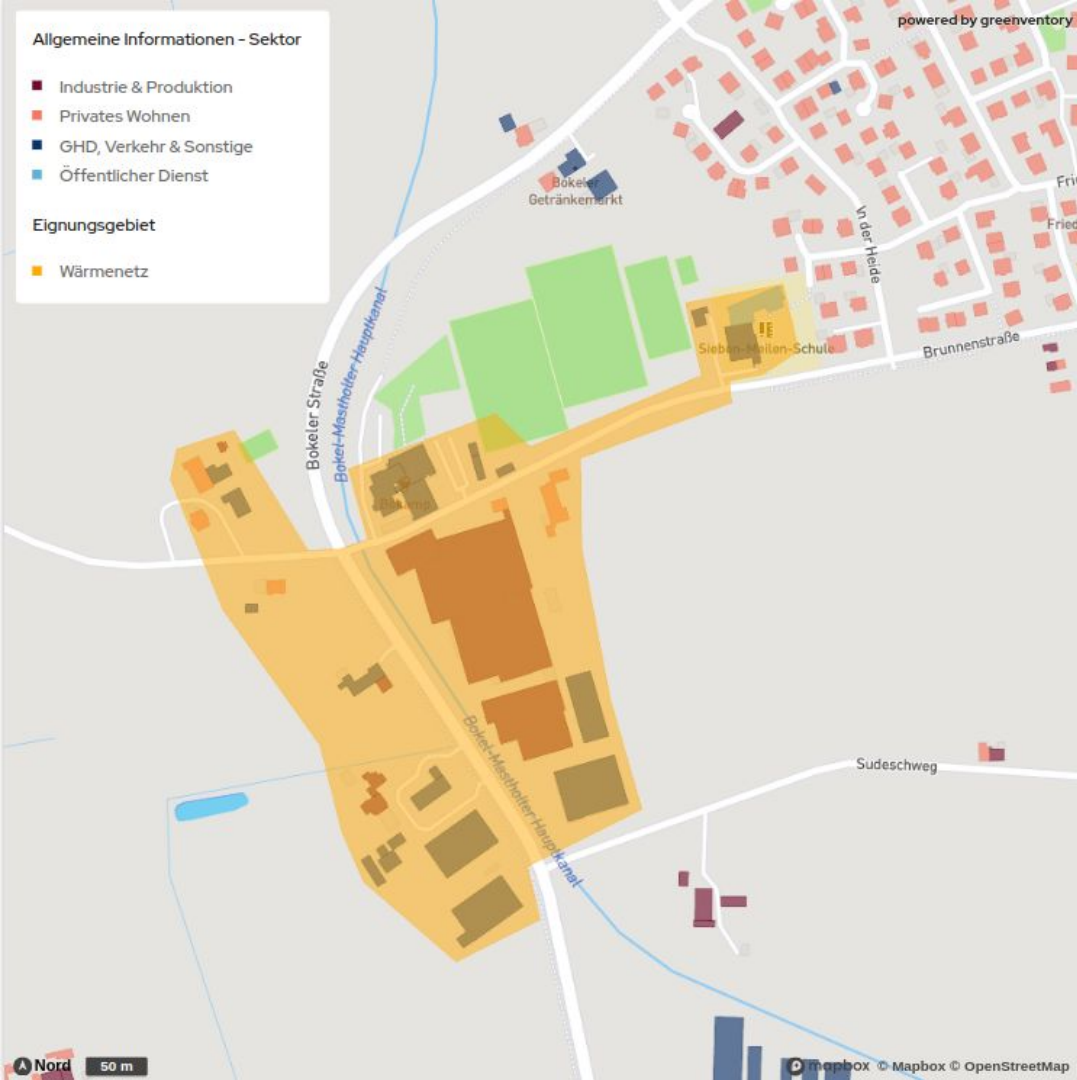 powered by greenventory
Allgemeine Informationen - Sektor
Industrie & Produktion
Privates Wohnen
GHD, Verkehr & Sonstige
Öffentlicher Dienst
Eignungsgebiet
Wärmenetz
Bokeler
Getränkemarkt
Frie
In der Heide
Bokel-Mastholter Hauptkanal
Brunnenstraße
Sieben-Meilen-Schule
Bokeler Straße
Sudeschweg
Bokel-Mastholter Hauptkanal
Nord
50 m
mapbox © Mapbox © OpenStreetMap